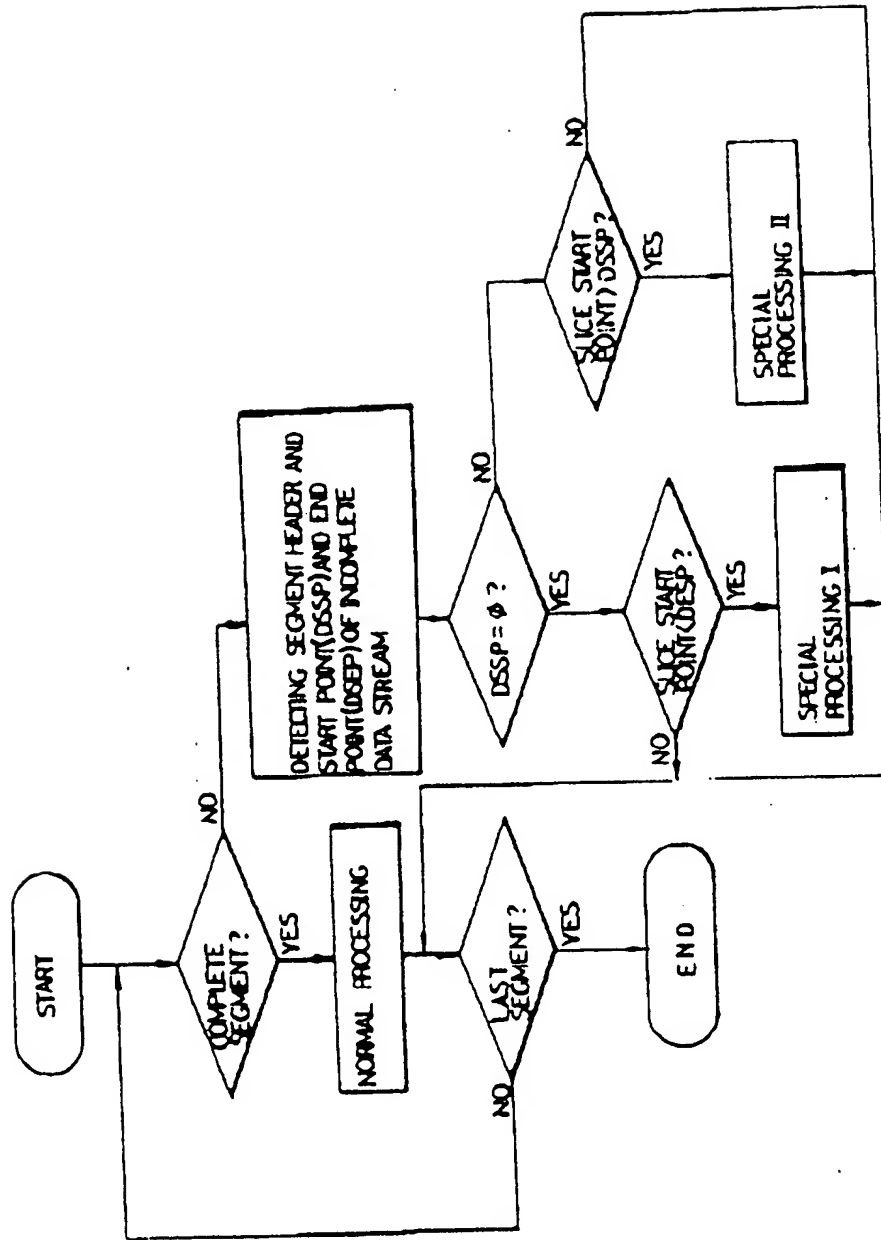 START
COMPLETE
SEGMENT ?
NO
YES
NORMAL PROCESSING
LAST
SEGMENT ?
NO
YES
END
DETECTING SEGMENT HEADER AND
START POINT(DSSP)AND END
POINT(DSEP)OF INCOMPLETE
DATA STREAM
DSSP = ø ?
NO
YES
SLICE START
POINT(DESP?
NO
YES
SPECIAL
PROCESSING I
SLICE START
POINT) DSSP ?
NO
YES
SPECIAL
PROCESSING II